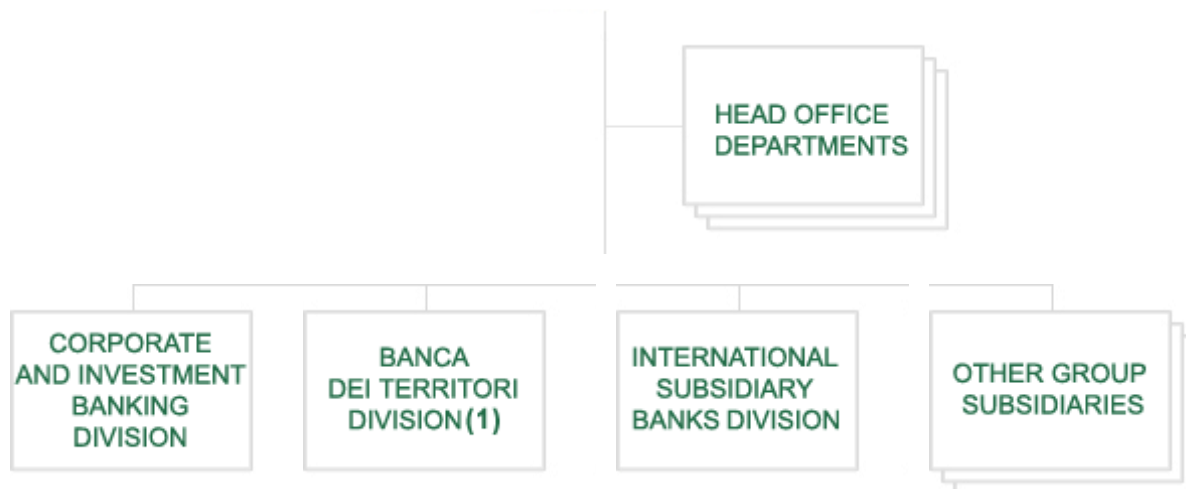 HEAD OFFICE
DEPARTMENTS
CORPORATE
AND INVESTMENT
BANKING
DIVISION
BANCA
DEI TERRITORI
DIVISION(1)
INTERNATIONAL
SUBSIDIARY
BANKS DIVISION
OTHER GROUP
SUBSIDIARIES